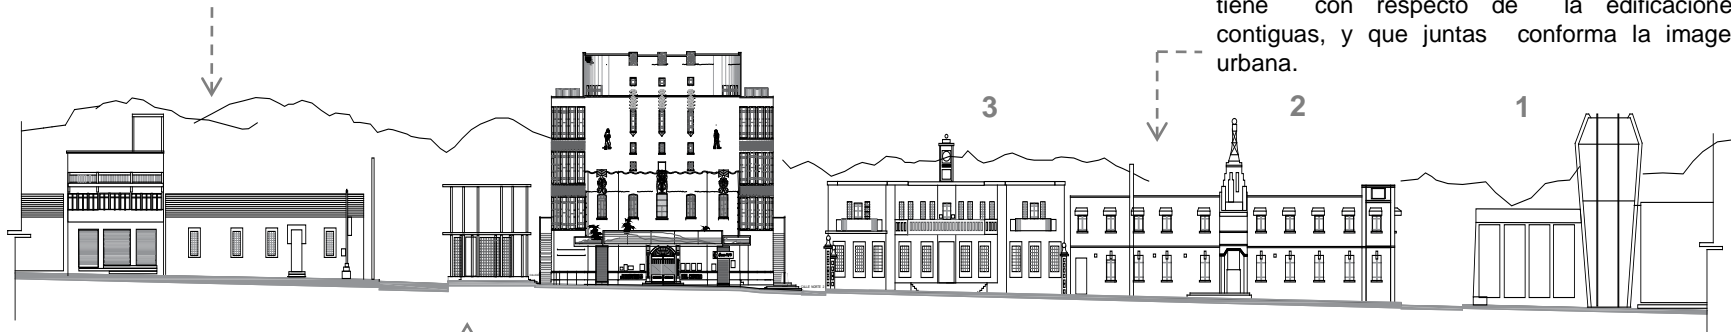 tiene con respecto de la edificacione
contiguas, y que juntas conforma la image
urbana.
3
2
1